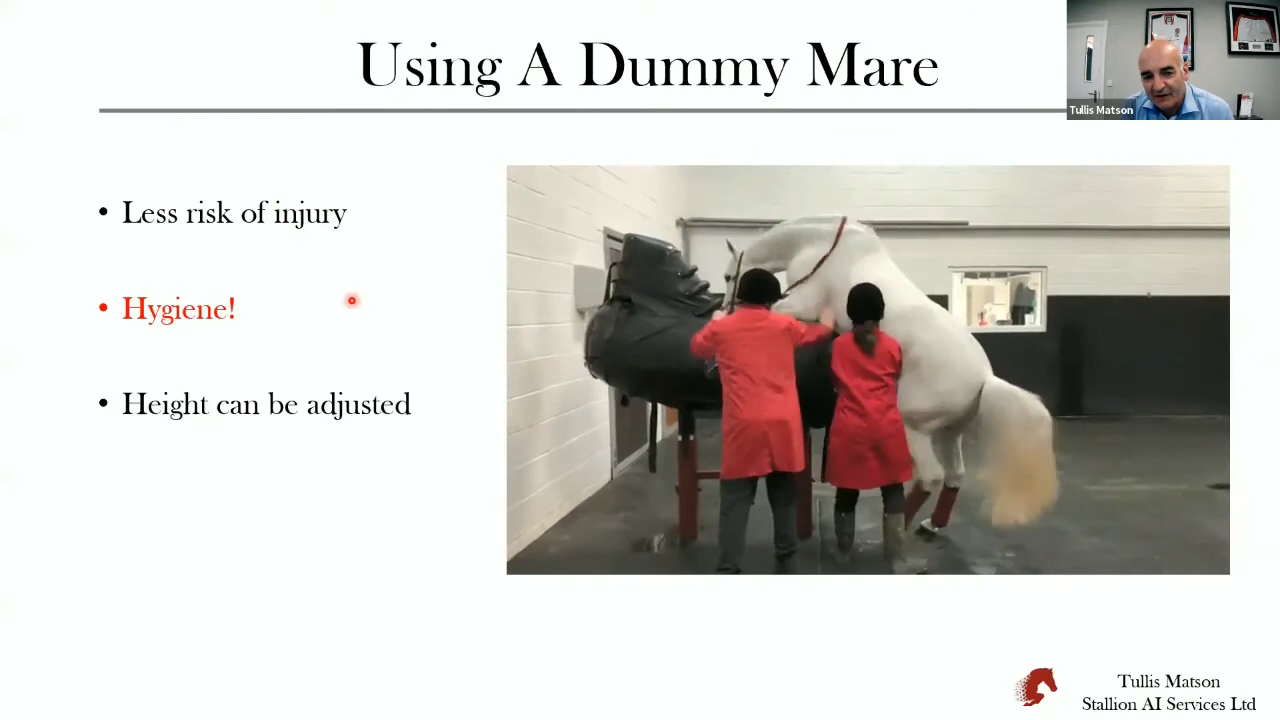 Using A Dummy Mare
Tullis Matson
• Less risk of injury
• Hygiene!
• Height can be adjusted
Tullis Matson
Stallion AI Services Ltd